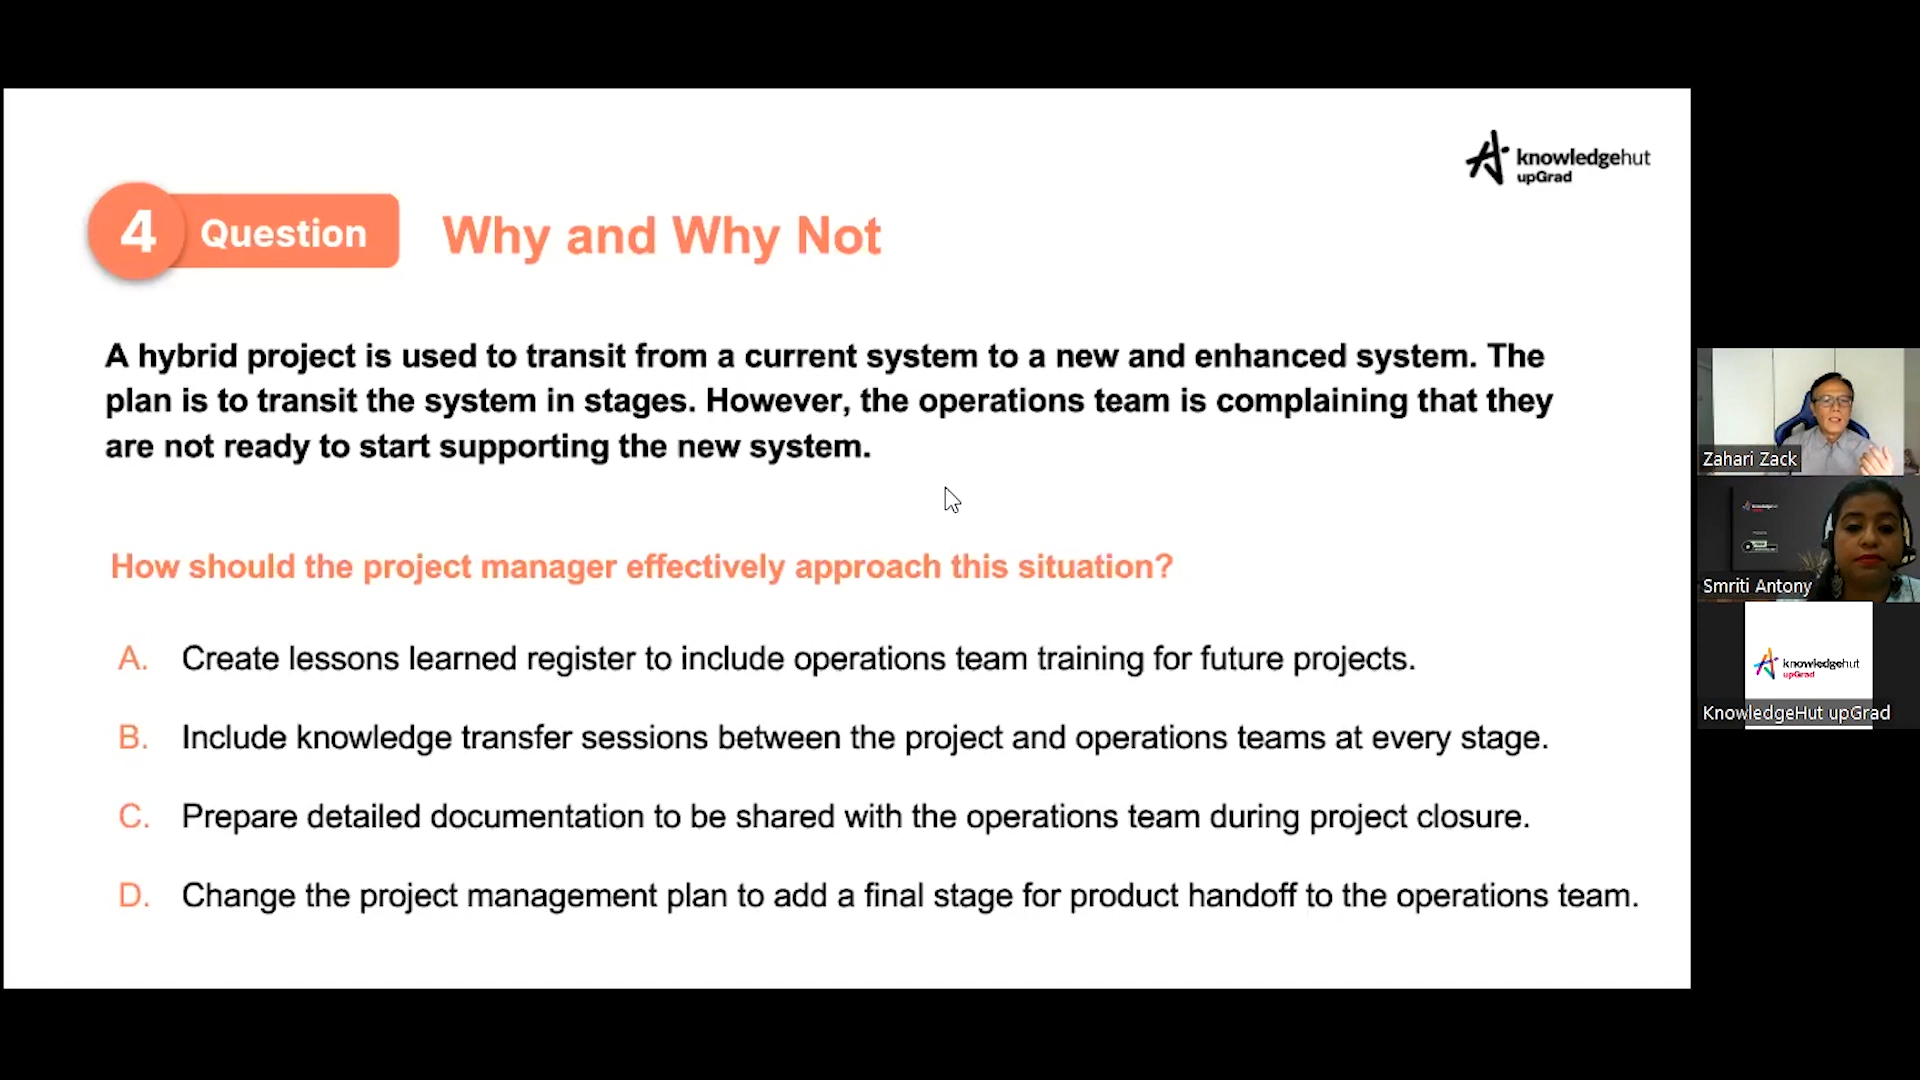 knowledgehut
upGrad
4 Question Why and Why Not
A hybrid project is used to transit from a current system to a new and enhanced system. The
plan is to transit the system in stages. However, the operations team is complaining that they
are not ready to start supporting the new system.
How should the project manager effectively approach this situation?
A. Create lessons learned register to include operations team training for future projects.
B. Include knowledge transfer sessions between the project and operations teams at every stage.
C. Prepare detailed documentation to be shared with the operations team during project closure.
D. Change the project management plan to add a final stage for product handoff to the operations team.
Zahari Zack
Smriti Antony
knowledgehut
upGrad
KnowledgeHut upGrad